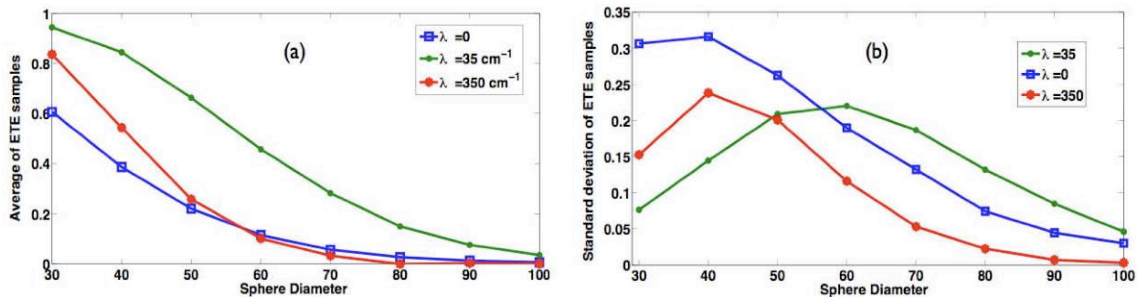 1
0.8
0.6
0.4
0.2
0
30 40 50 60 70 80 90 100
Average of ETE samples
Sphere Diameter
(a)
λ =0
λ =35 cm⁻¹
λ =350 cm⁻¹
0.35
0.3
0.25
0.2
0.15
0.1
0.05
0
30 40 50 60 70 80 90 100
Standard deviation of ETE samples
Sphere Diameter
(b)
λ =35
λ =0
λ =350